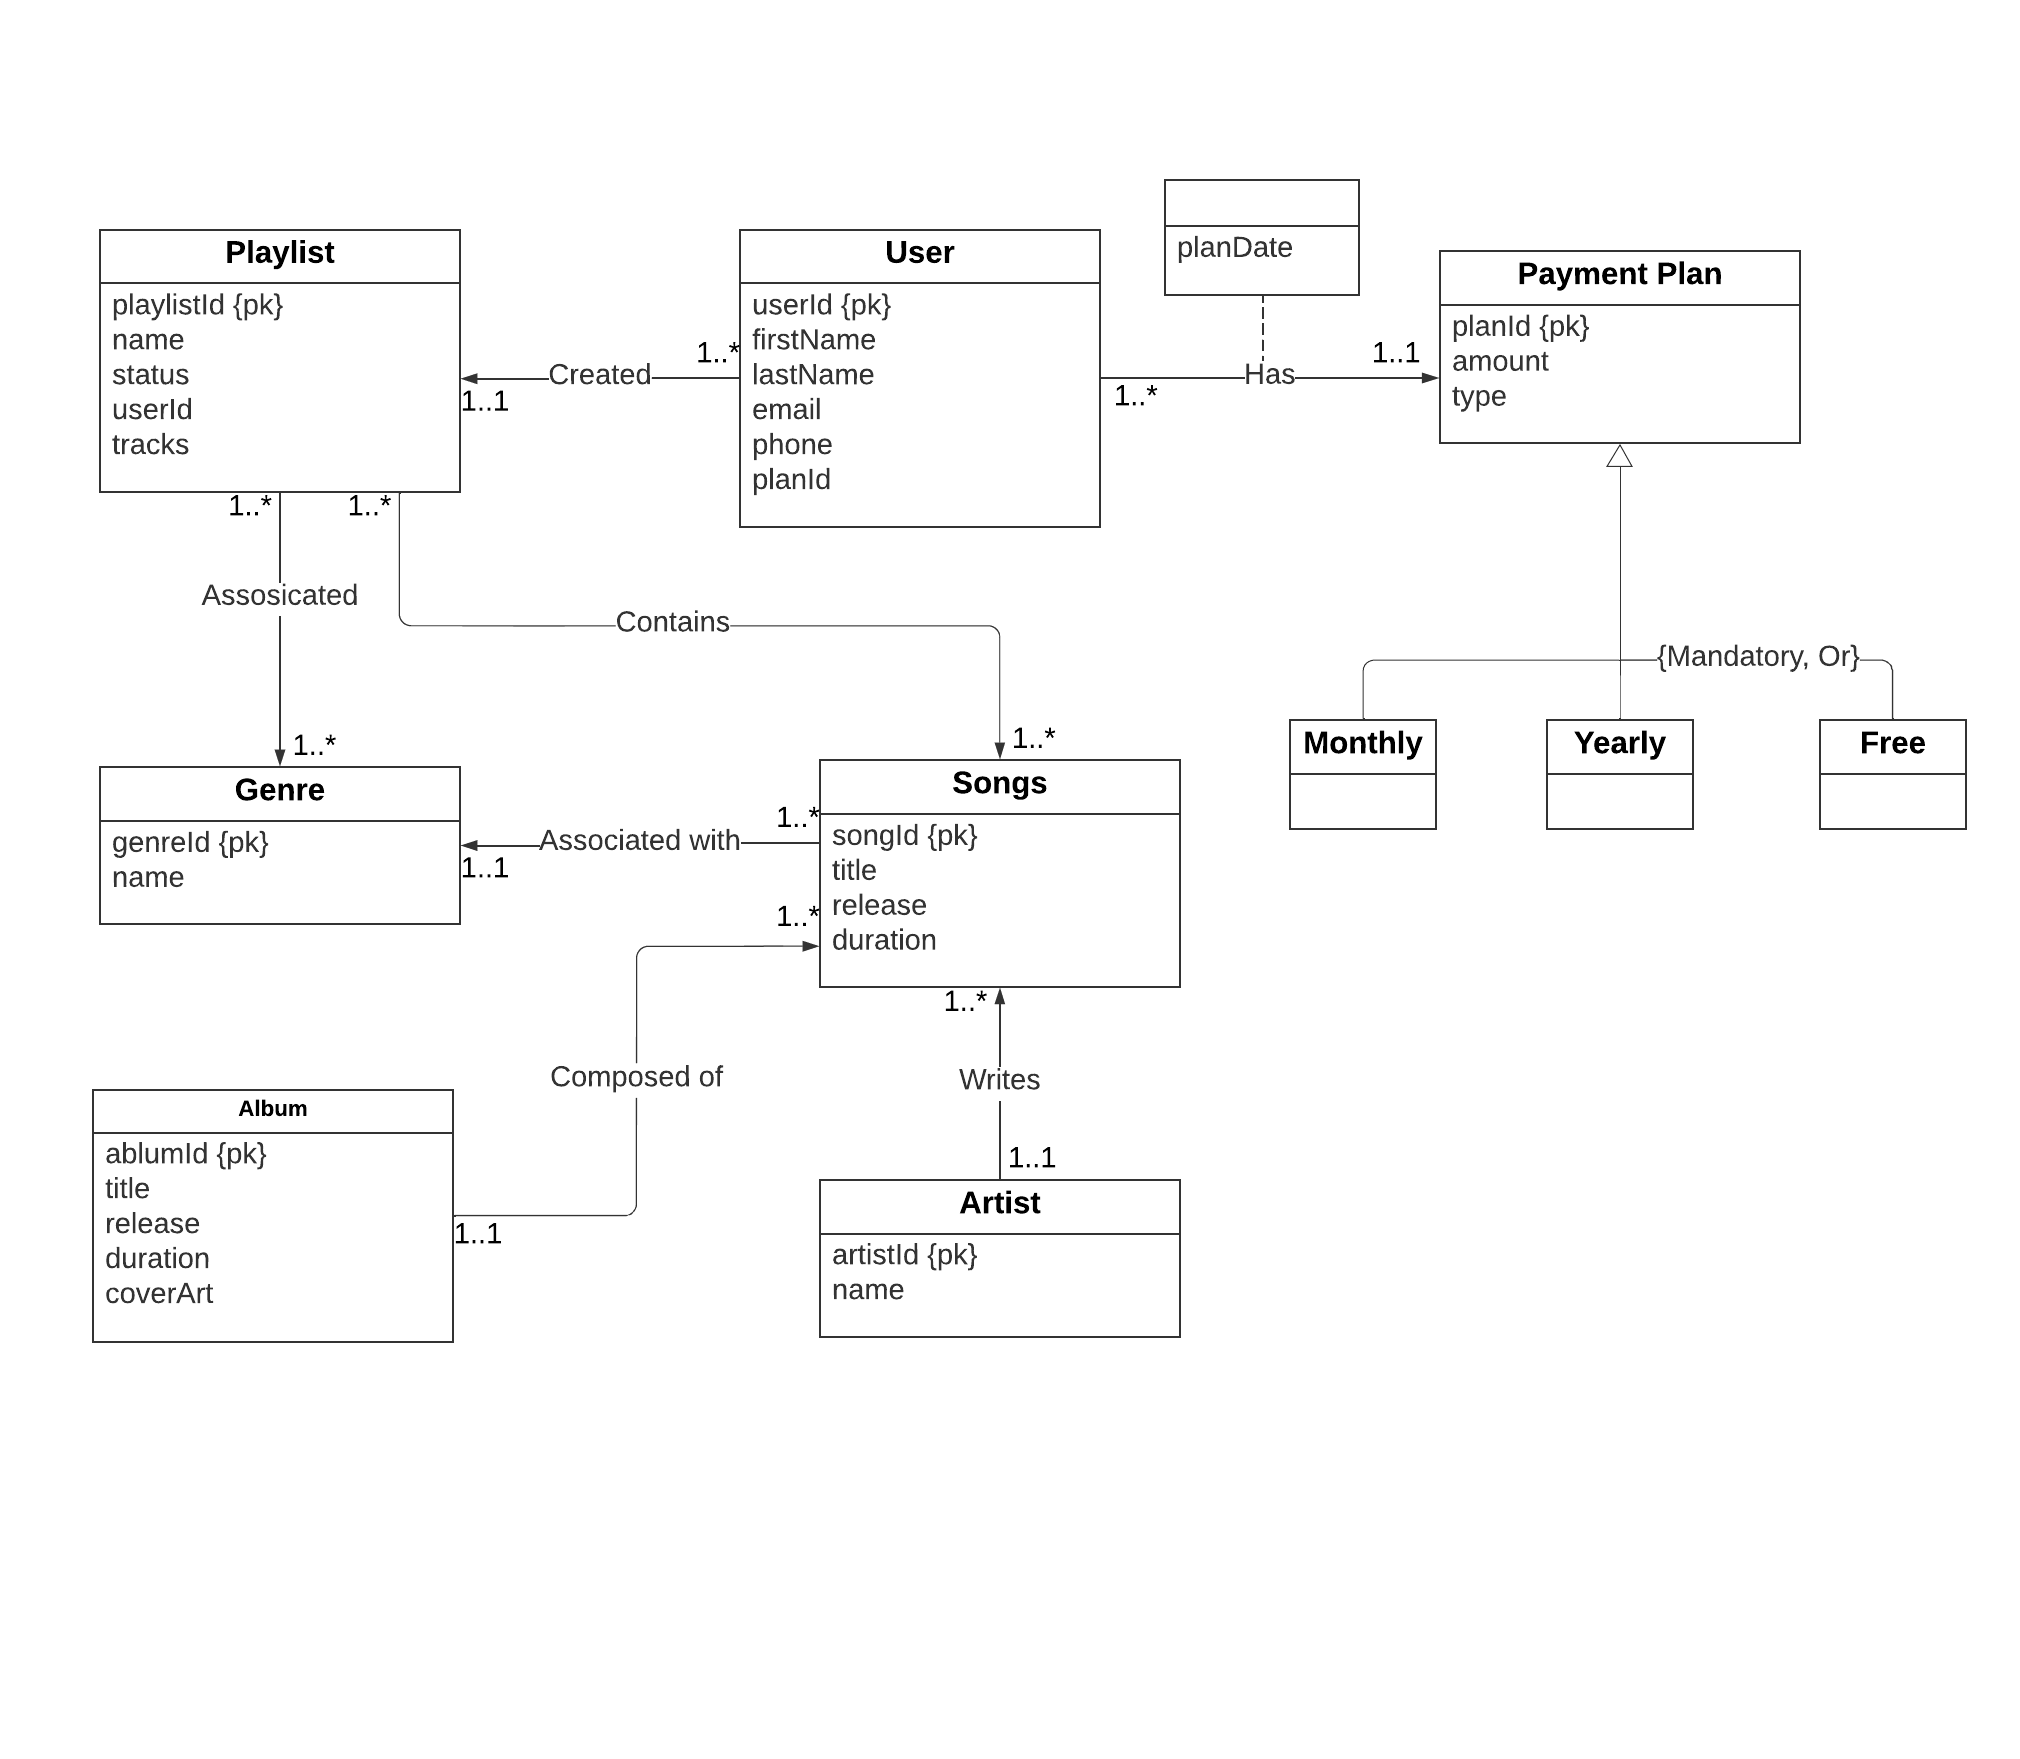 Playlist
playlistId {pk}
name
status
userId
tracks
1..1
Created
1..*
User
userId {pk}
firstName
lastName
email
phone
planId
planDate
1..*
Has
1..1
Payment Plan
planId {pk}
amount
type
{Mandatory, Or}
Monthly
Yearly
Free
1..*
1..*
Assosicated
Contains
1..*
1..*
Genre
genreId {pk}
name
1..1
Associated with
1..*
Songs
songId {pk}
title
release
duration
1..*
1..*
Composed of
Writes
1..1
1..1
Album
ablumId {pk}
title
release
duration
coverArt
Artist
artistId {pk}
name